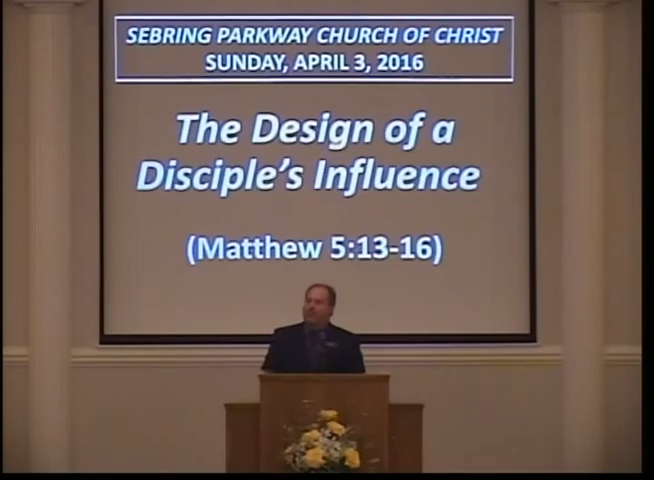 SEBRING PARKWAY CHURCH OF CHRIST
SUNDAY, APRIL 3, 2016
The Design of a
Disciple's Influence
(Matthew 5:13-16)